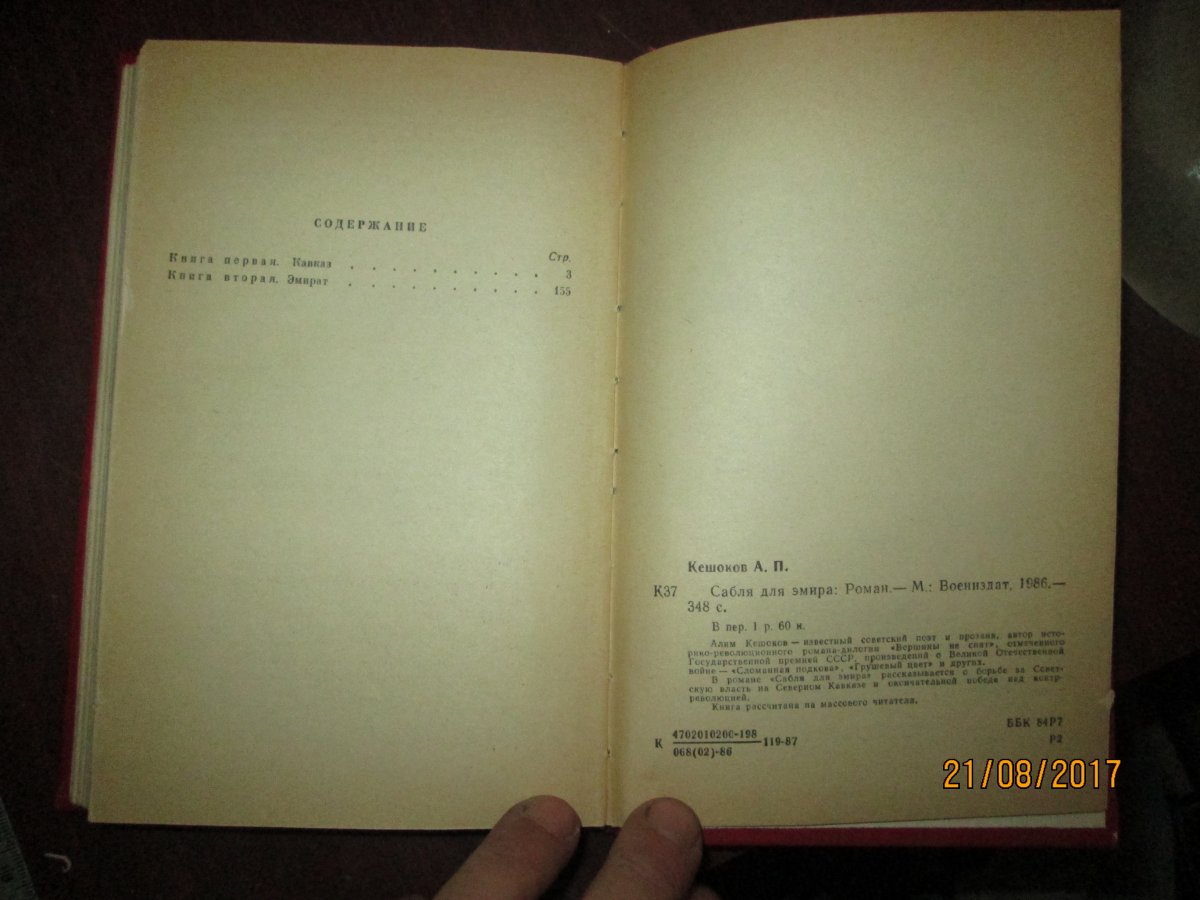 СОДЕРЖАНИЕ
Стр.
Книга первая. Кавказ . . . . . . . . . . 3
Книга вторая. Эмират . . . . . . . . . . 155
Кешоков А. П.
К37 Сабля для эмира: Роман.— М.: Воениздат, 1986.—
348 с.
В пер. 1 р. 60 к.
Алим Кешоков — известный советский поэт и прозаик, автор исто-
рико-революционного романа-дилогии «Вершины не спят», отмеченного
Государственной премией СССР, произведений о Великой Отечественной
войне — «Сломанная подкова», «Грушевый цвет» и других.
В романе «Сабля для эмира» рассказывается о борьбе за Совет-
скую власть на Северном Кавказе и окончательной победе над контр-
революцией.
Книга рассчитана на массового читателя.
К 4702010200-198
068(02)-86
119-87
ББК 84Р7
Р2
21/08/2017